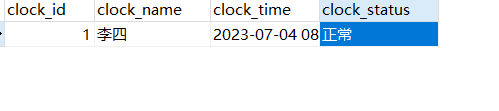 clock_id clock_name clock_time clock_status
1 李四 2023-07-04 08 正常